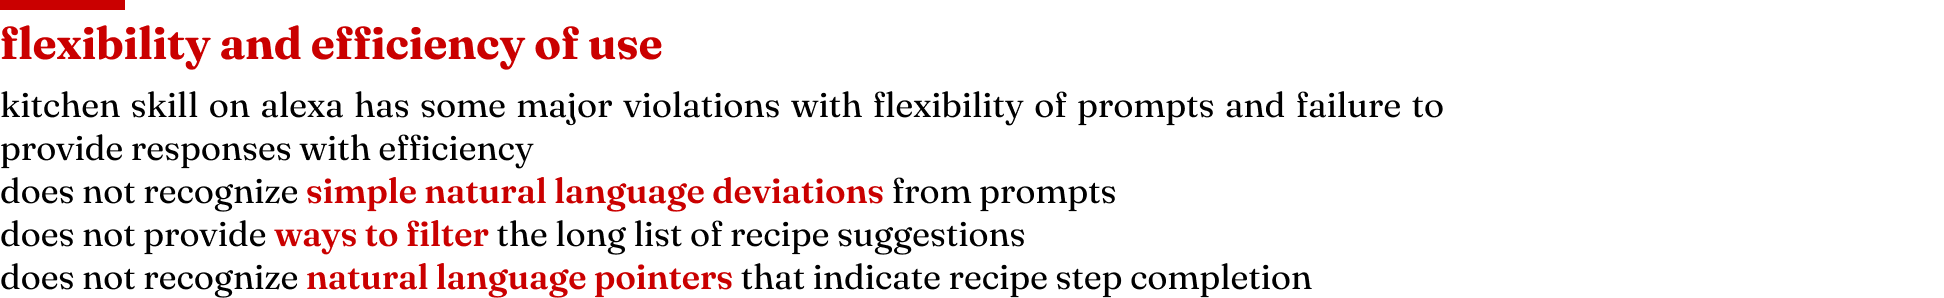 flexibility and efficiency of use
kitchen skill on alexa has some major violations with flexibility of prompts and failure to
provide responses with efficiency
does not recognize simple natural language deviations from prompts
does not provide ways to filter the long list of recipe suggestions
does not recognize natural language pointers that indicate recipe step completion